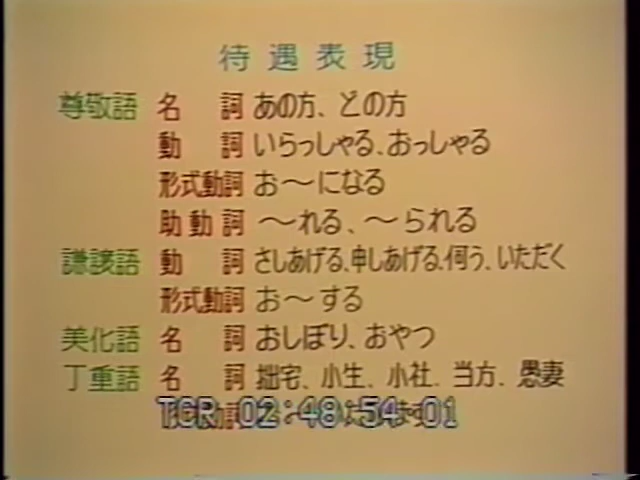 待遇表現
尊敬語 名詞 あの方、どの方
動詞 いらっしゃる、おっしゃる
形式動詞 お〜になる
助動詞 〜れる、〜られる
謙譲語 動詞 さしあげる、申しあげる、伺う、いただく
形式動詞 お〜する
美化語 名詞 おしぼり、おやつ
丁重語 名詞 拙宅、小生、小社、当方、愚妻
TCR 02:48:54:01